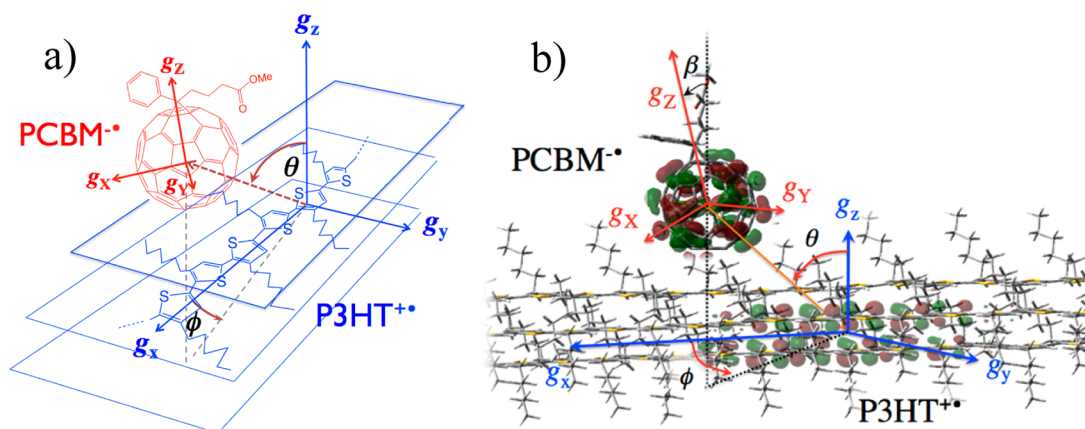 a)
g_Z
OMe
O
PCBM⁻•
g_X
g_Y
g_z
θ
S
S
S
S
S
S
g_y
P3HT⁺•
ϕ
g_x
b)
β
g_Z
PCBM⁻•
g_Y
g_X
g_z
θ
g_x
ϕ
g_y
P3HT⁺•